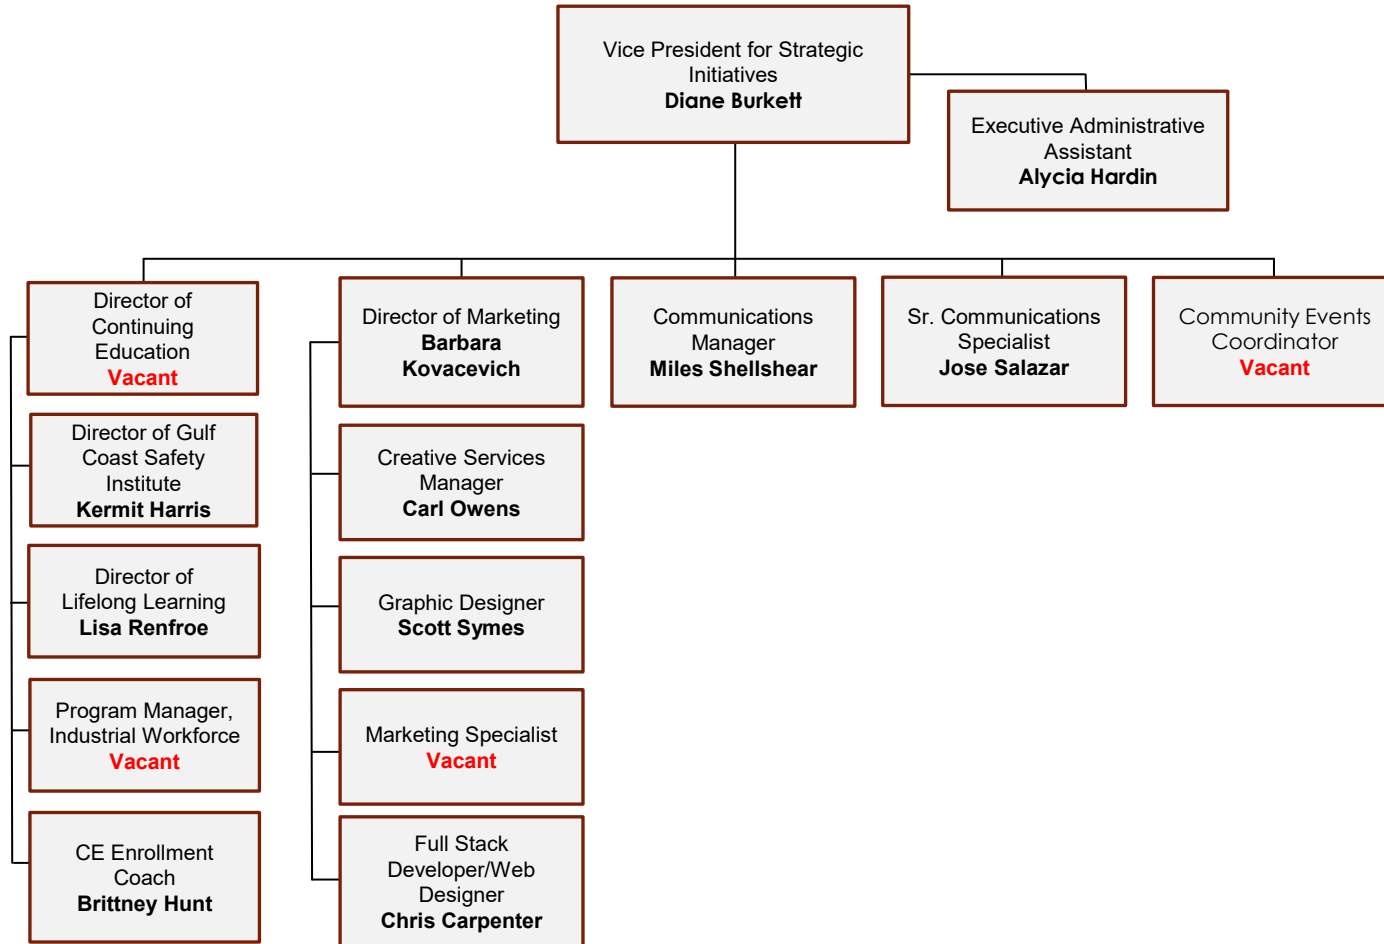 Vice President for Strategic
Initiatives
Diane Burkett
Executive Administrative
Assistant
Alycia Hardin
Director of
Continuing
Education
Vacant
Director of Gulf
Coast Safety
Institute
Kermit Harris
Director of
Lifelong Learning
Lisa Renfroe
Program Manager,
Industrial Workforce
Vacant
CE Enrollment
Coach
Brittney Hunt
Director of Marketing
Barbara
Kovacevich
Creative Services
Manager
Carl Owens
Graphic Designer
Scott Symes
Marketing Specialist
Vacant
Full Stack
Developer/Web
Designer
Chris Carpenter
Communications
Manager
Miles Shellshear
Sr. Communications
Specialist
Jose Salazar
Community Events
Coordinator
Vacant